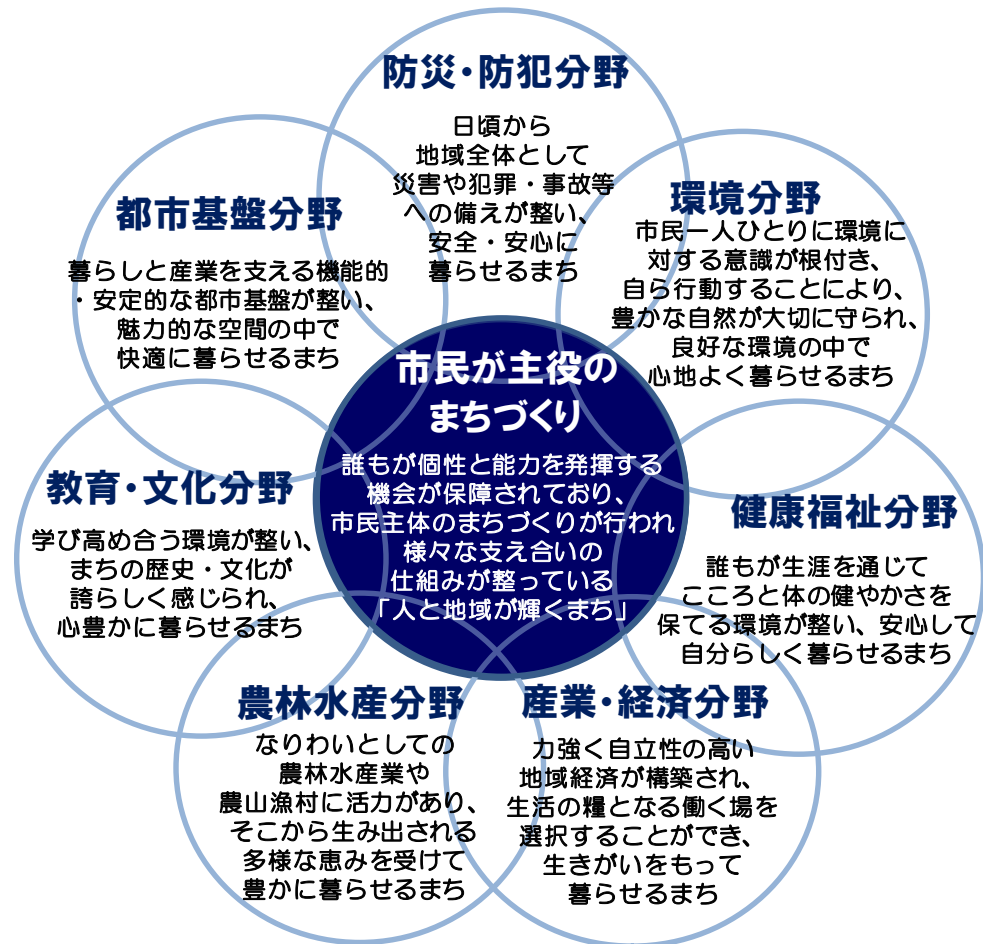 防災・防犯分野
日頃から
地域全体として
災害や犯罪・事故等
への備えが整い、
安全・安心に
暮らせるまち
環境分野
市民一人ひとりに環境に
対する意識が根付き、
自ら行動することにより、
豊かな自然が大切に守られ、
良好な環境の中で
心地よく暮らせるまち
都市基盤分野
暮らしと産業を支える機能的
・安定的な都市基盤が整い、
魅力的な空間の中で
快適に暮らせるまち
市民が主役の
まちづくり
誰もが個性と能力を発揮する
機会が保障されており、
市民主体のまちづくりが行われ
様々な支え合いの
仕組みが整っている
「人と地域が輝くまち」
教育・文化分野
学び高め合う環境が整い、
まちの歴史・文化が
誇らしく感じられ、
心豊かに暮らせるまち
健康福祉分野
誰もが生涯を通じて
こころと体の健やかさを
保てる環境が整い、安心して
自分らしく暮らせるまち
農林水産分野
なりわいとしての
農林水産業や
農山漁村に活力があり、
そこから生み出される
多様な恵みを受けて
豊かに暮らせるまち
産業・経済分野
力強く自立性の高い
地域経済が構築され、
生活の糧となる働く場を
選択することができ、
生きがいをもって
暮らせるまち